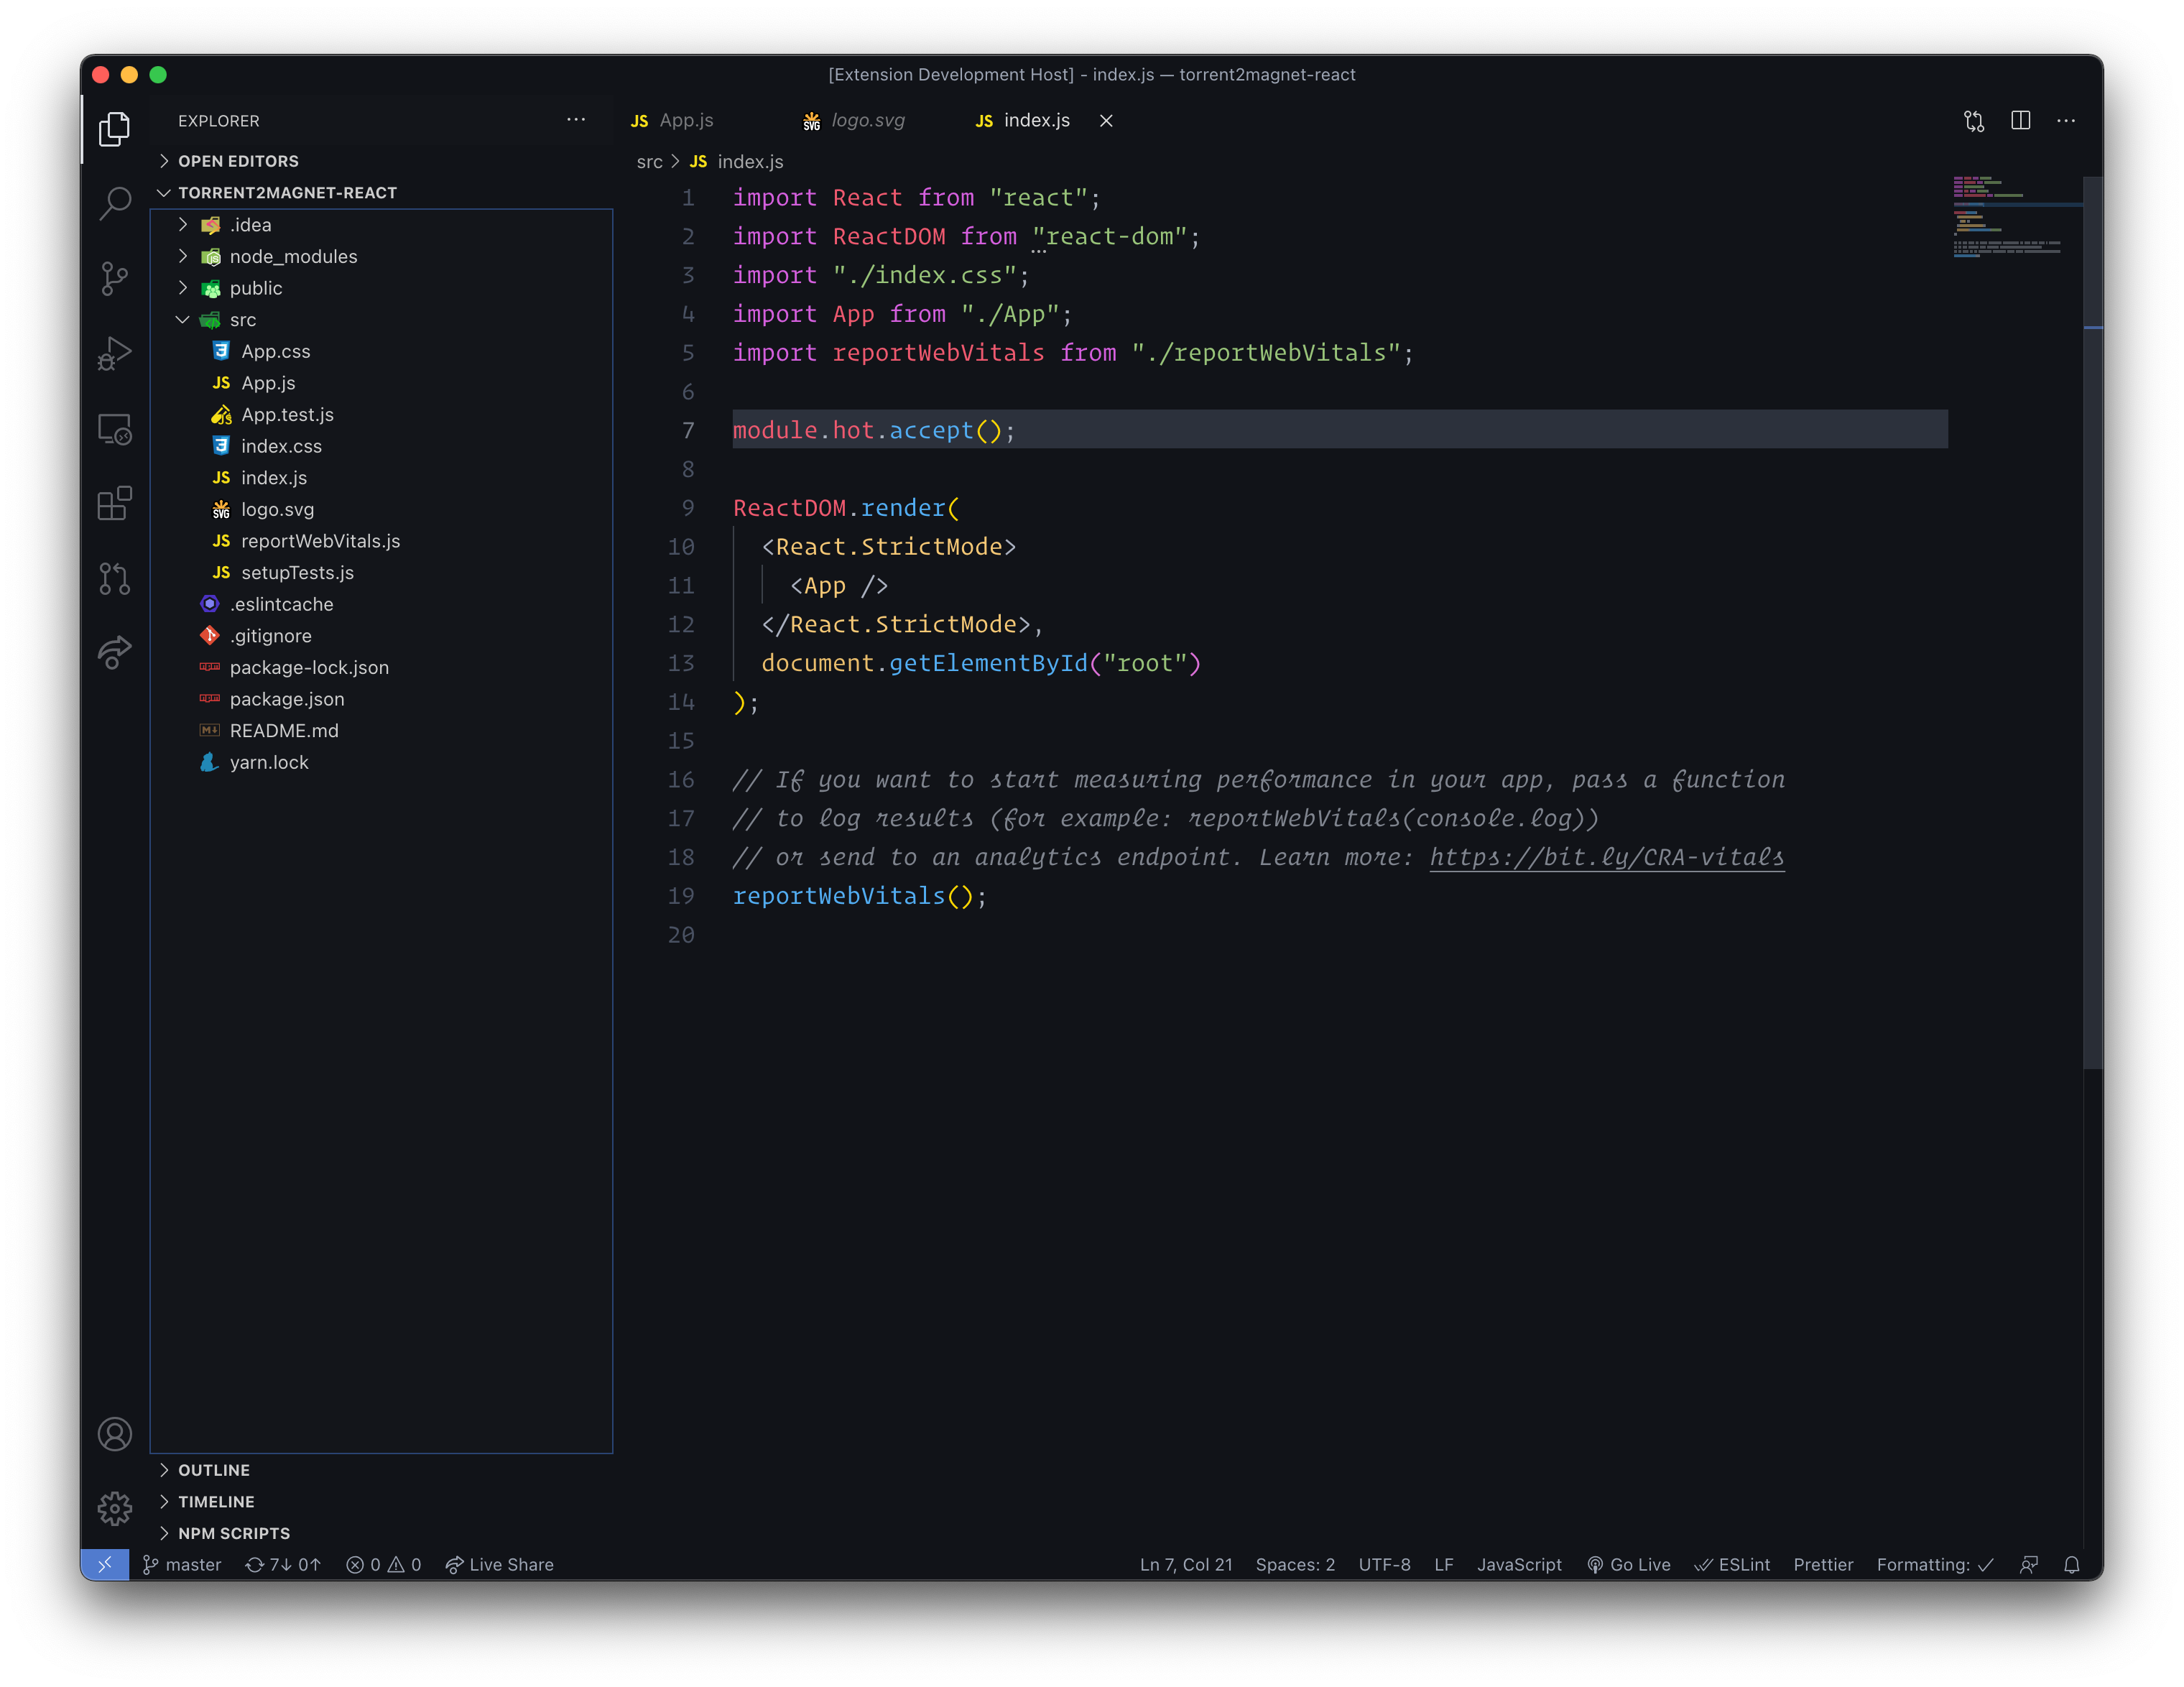 [Extension Development Host] - index.js — torrent2magnet-react
EXPLORER
OPEN EDITORS
TORRENT2MAGNET-REACT
.idea
node_modules
public
src
App.css
App.js
App.test.js
index.css
index.js
logo.svg
reportWebVitals.js
setupTests.js
.eslintcache
.gitignore
package-lock.json
package.json
README.md
yarn.lock
OUTLINE
TIMELINE
NPM SCRIPTS
JS App.js
SVG logo.svg
JS index.js
src > JS index.js
1 import React from "react";
2 import ReactDOM from "react-dom";
3 import "./index.css";
4 import App from "./App";
5 import reportWebVitals from "./reportWebVitals";
6
7 module.hot.accept();
8
9 ReactDOM.render(
10 <React.StrictMode>
11 <App />
12 </React.StrictMode>,
13 document.getElementById("root")
14 );
15
16 // If you want to start measuring performance in your app, pass a function
17 // to log results (for example: reportWebVitals(console.log))
18 // or send to an analytics endpoint. Learn more: https://bit.ly/CRA-vitals
19 reportWebVitals();
20
master 7↓ 0↑ 0 0 Live Share
Ln 7, Col 21 Spaces: 2 UTF-8 LF JavaScript Go Live ESLint Prettier Formatting: ✓